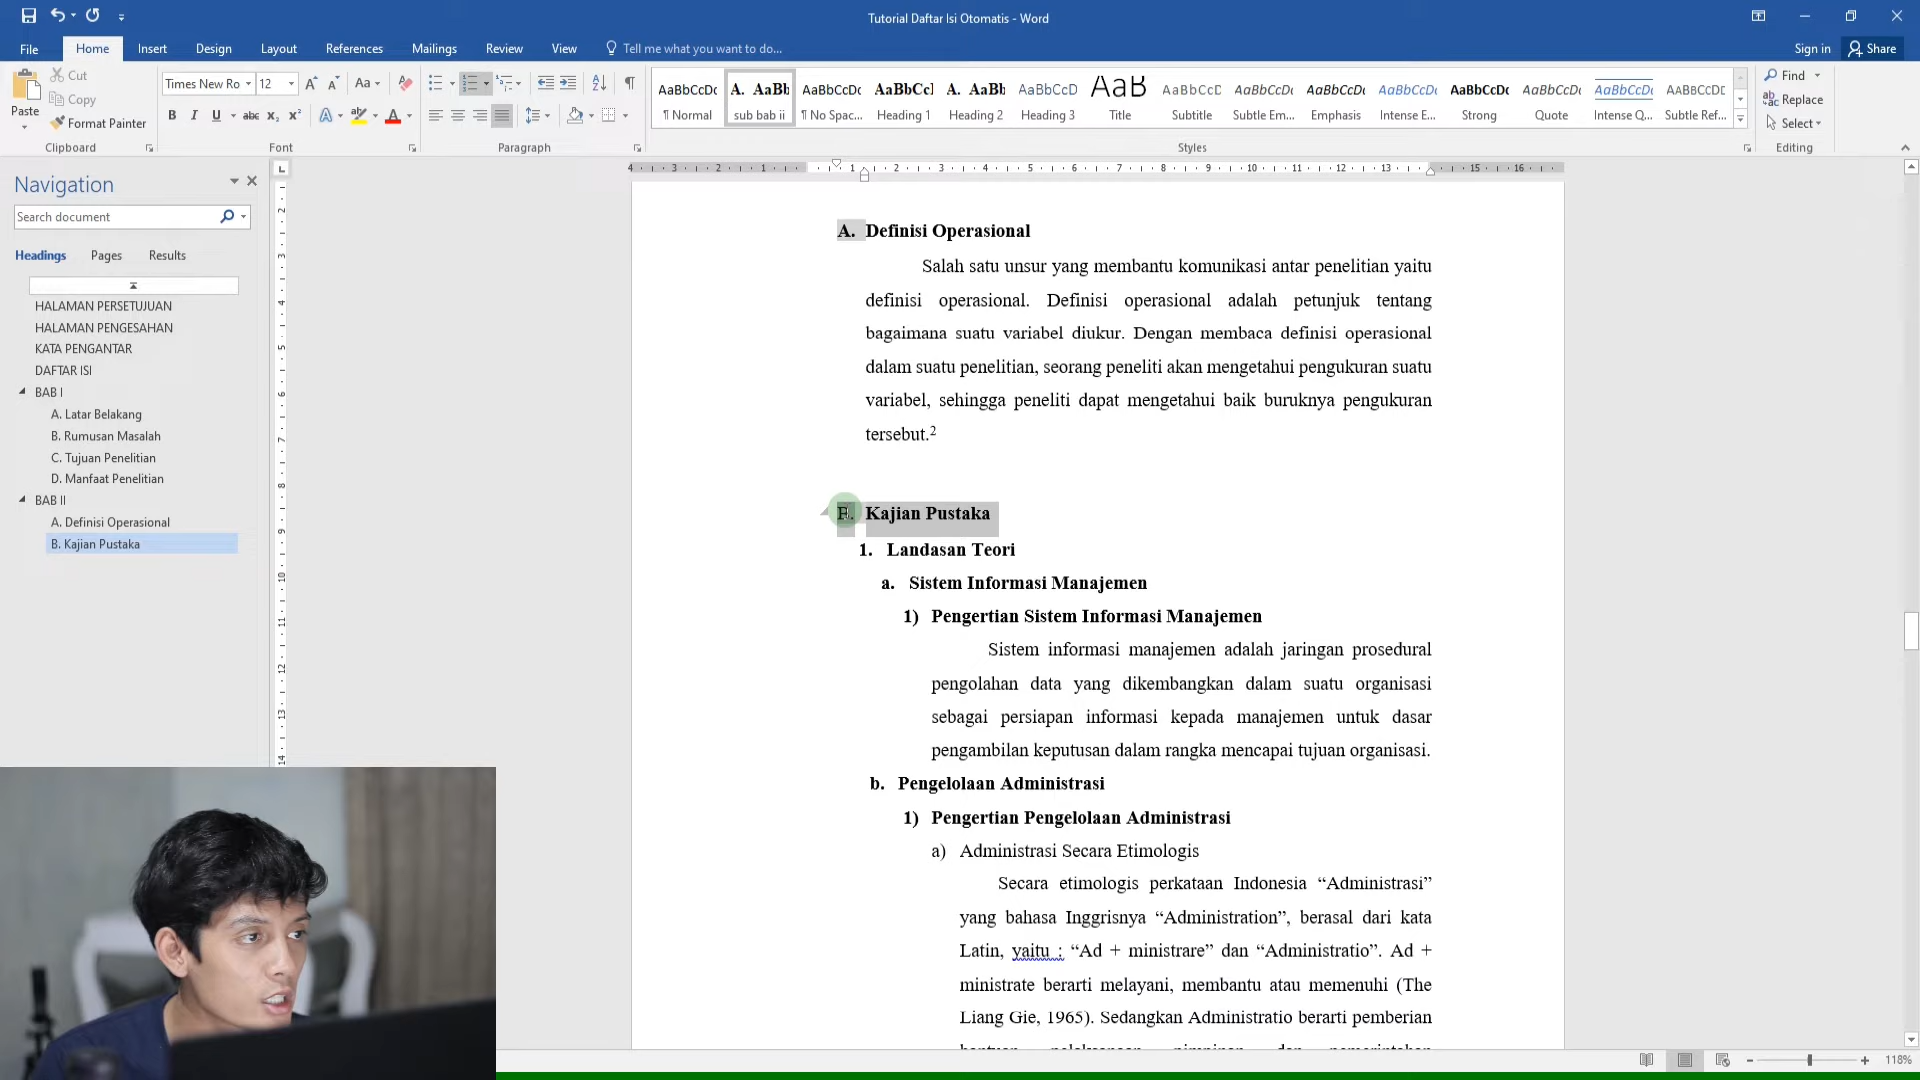 Tutorial Daftar Isi Otomatis - Word
File Home Insert Design Layout References Mailings Review View Tell me what you want to do... Sign in Share
Paste
Cut
Copy
Format Painter
Clipboard
Times New Ro 12
Font
Paragraph
AaBbCcDc A. AaBb AaBbCcDc AaBbCcI A. AaBb AaBbCcD AaB AaBbCcD AaBbCcDc AaBbCcDc AaBbCcDc AaBbCcDc AaBbCcDc AaBbCcDc AABBCCDC
¶ Normal sub bab ii ¶ No Spac... Heading 1 Heading 2 Heading 3 Title Subtitle Subtle Em... Emphasis Intense E... Strong Quote Intense Q... Subtle Ref...
Styles
Find
Replace
Select
Editing
Navigation
Search document
Headings Pages Results
HALAMAN PERSETUJUAN
HALAMAN PENGESAHAN
KATA PENGANTAR
DAFTAR ISI
BAB I
A. Latar Belakang
B. Rumusan Masalah
C. Tujuan Penelitian
D. Manfaat Penelitian
BAB II
A. Definisi Operasional
B. Kajian Pustaka
A. Definisi Operasional
Salah satu unsur yang membantu komunikasi antar penelitian yaitu
definisi operasional. Definisi operasional adalah petunjuk tentang
bagaimana suatu variabel diukur. Dengan membaca definisi operasional
dalam suatu penelitian, seorang peneliti akan mengetahui pengukuran suatu
variabel, sehingga peneliti dapat mengetahui baik buruknya pengukuran
tersebut.2
B. Kajian Pustaka
1. Landasan Teori
a. Sistem Informasi Manajemen
1) Pengertian Sistem Informasi Manajemen
Sistem informasi manajemen adalah jaringan prosedural
pengolahan data yang dikembangkan dalam suatu organisasi
sebagai persiapan informasi kepada manajemen untuk dasar
pengambilan keputusan dalam rangka mencapai tujuan organisasi.
b. Pengelolaan Administrasi
1) Pengertian Pengelolaan Administrasi
a) Administrasi Secara Etimologis
Secara etimologis perkataan Indonesia “Administrasi”
yang bahasa Inggrisnya “Administration”, berasal dari kata
Latin, yaitu : “Ad + ministrare” dan “Administratio”. Ad +
ministrate berarti melayani, membantu atau memenuhi (The
Liang Gie, 1965). Sedangkan Administratio berarti pemberian
118%